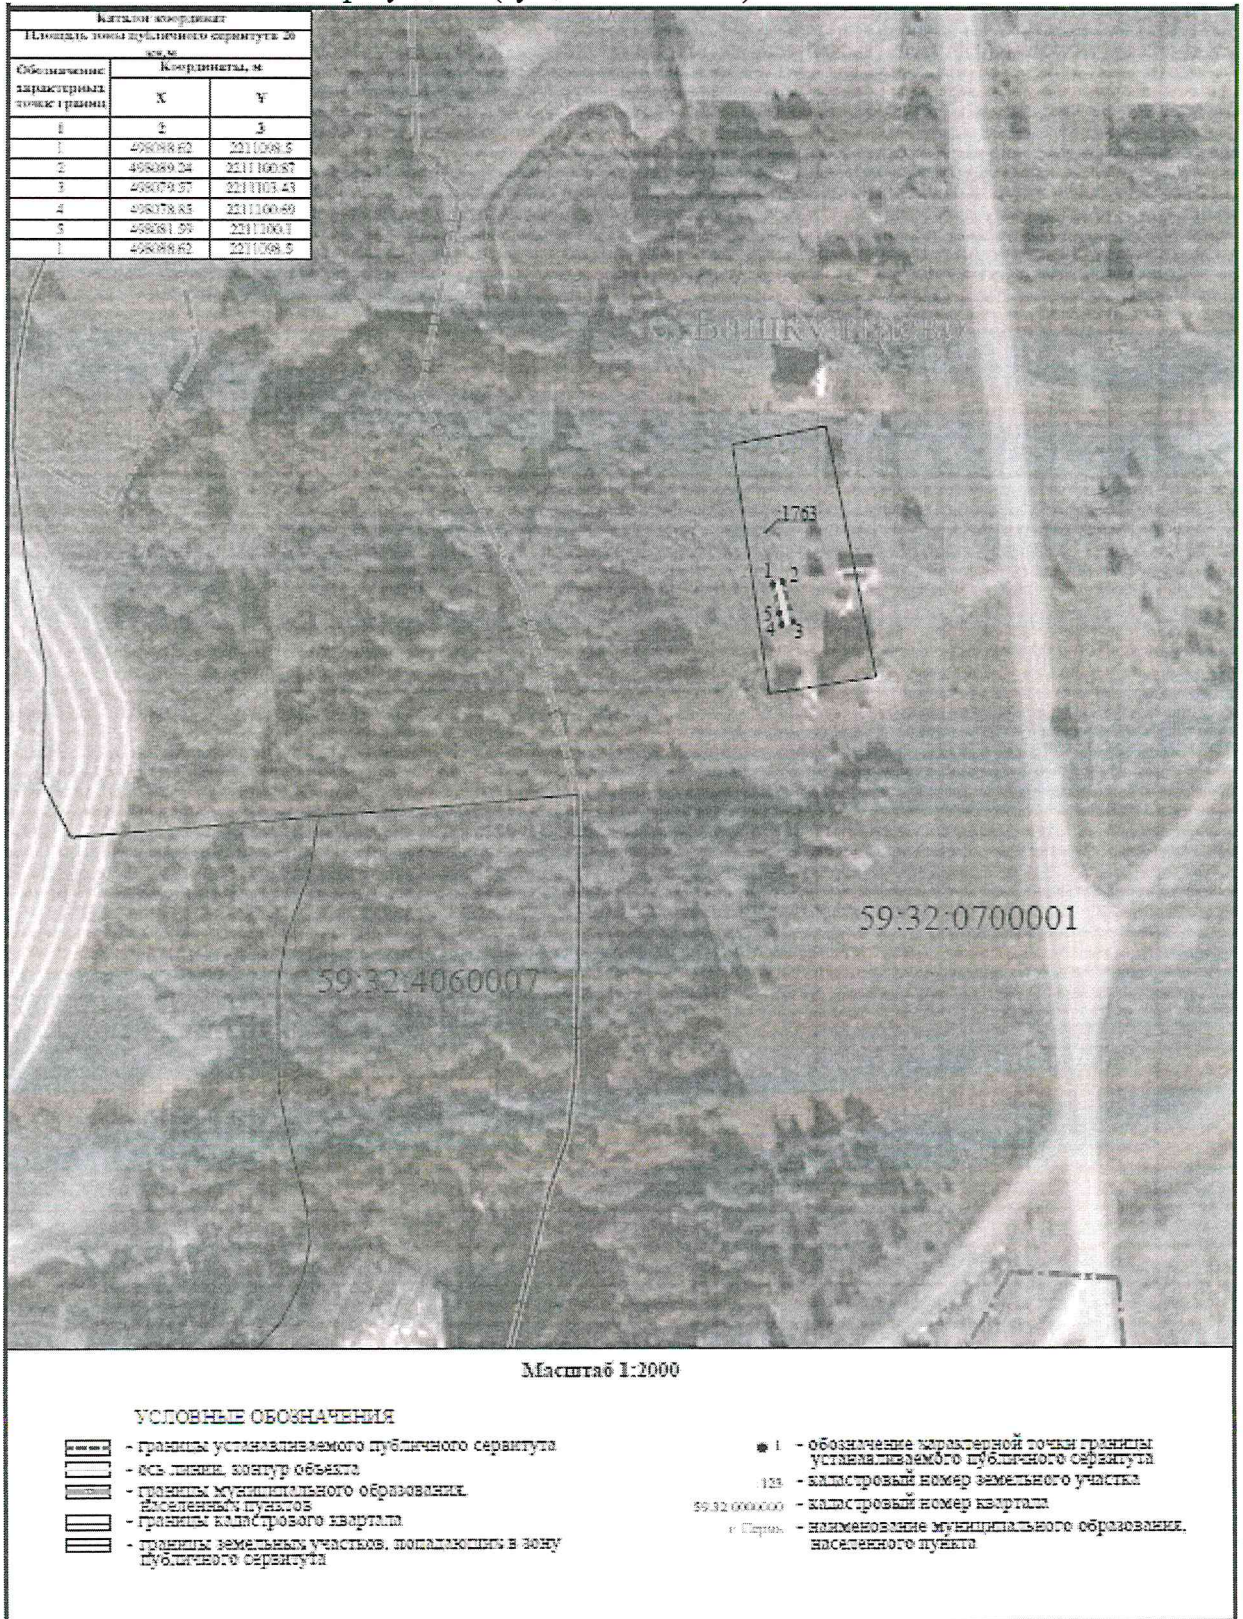 Каталог координат
Площадь зоны публичного сервитута 26
кв.м
Обозначение характерных точек границ
Координаты, м
X Y
1 2 3
1 498088.62 2211098.5
2 498089.24 2211100.87
3 498079.37 2211103.43
4 498078.83 2211100.69
5 498081.59 2211100.1
1 498088.62 2211098.5
:1763
1 2
5
4 3
59:32:0700001
59:32:4060007
Масштаб 1:2000
УСЛОВНЫЕ ОБОЗНАЧЕНИЯ
- границы устанавливаемого публичного сервитута
- ось линии, контур объекта
- границы муниципального образования,
населенных пунктов
- границы кадастрового квартала
- границы земельных участков, попадающих в зону
публичного сервитута
1 - обозначение характерной точки границы
устанавливаемого публичного сервитута
:123 - кадастровый номер земельного участка
59:32:0000000 - кадастровый номер квартала
г. Пермь - наименование муниципального образования,
населенного пункта